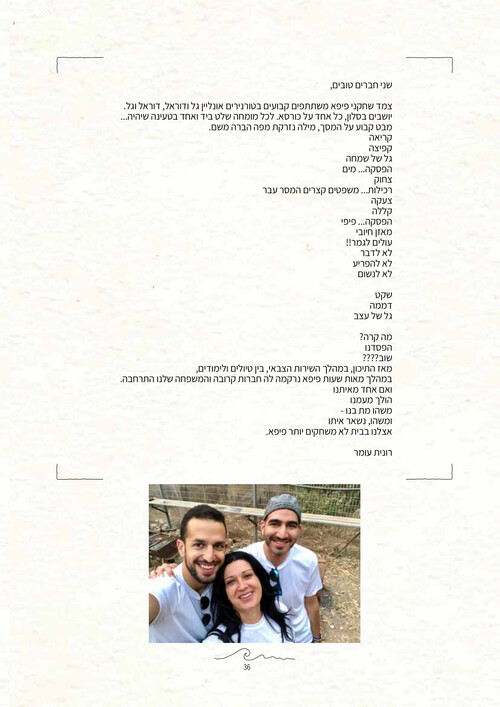 שני חברים טובים,
צמד שחקני פיפא משתתפים קבועים בטורנירים אונליין גל ודוראל, דוראל וגל.
יושבים בסלון, כל אחד על כורסא. לכל מומחה שלט ביד ואחד בטעינה שיהיה...
מבט קבוע על המסך, מילה נזרקת מפה הברה משם.
קריאה
קפיצה
גל של שמחה
הפסקה... מים
צחוק
רכילות... משפטים קצרים המסר עבר
צעקה
קללה
הפסקה... פיפי
מאזן חיובי
עולים לגמר!!
לא לדבר
לא להפריע
לא לנשום
שקט
דממה
גל של עצב
מה קרה?
הפסדנו
שוב????
מאז התיכון, במהלך השירות הצבאי, בין טיולים ולימודים,
במהלך מאות שעות פיפא נרקמה לה חברות קרובה והמשפחה שלנו התרחבה.
ואם אחד מאיתנו
הולך מעמנו
משהו מת בנו -
ומשהו, נשאר איתו
אצלנו בבית לא משחקים יותר פיפא.
רונית עומר
36